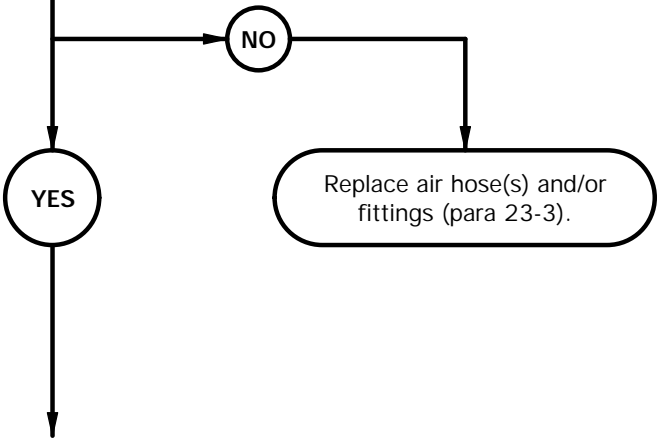 NO
YES
Replace air hose(s) and/or
fittings (para 23-3).